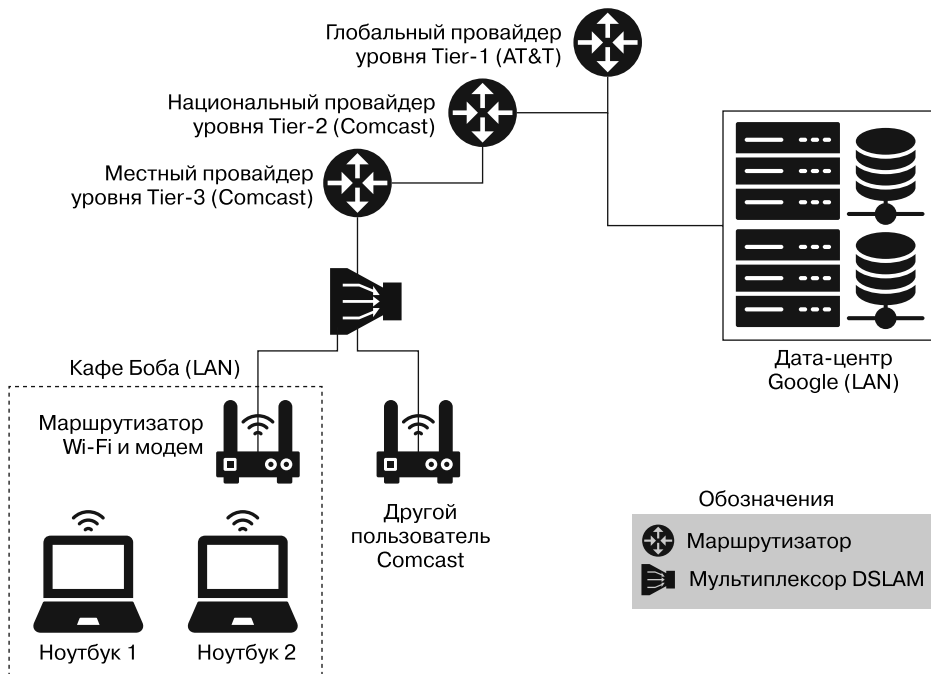 Глобальный провайдер
уровня Tier-1 (AT&T)
Национальный провайдер
уровня Tier-2 (Comcast)
Местный провайдер
уровня Tier-3 (Comcast)
Дата-центр
Google (LAN)
Кафе Боба (LAN)
Маршрутизатор
Wi-Fi и модем
Другой
пользователь
Comcast
Ноутбук 1
Ноутбук 2
Обозначения
Маршрутизатор
Мультиплексор DSLAM